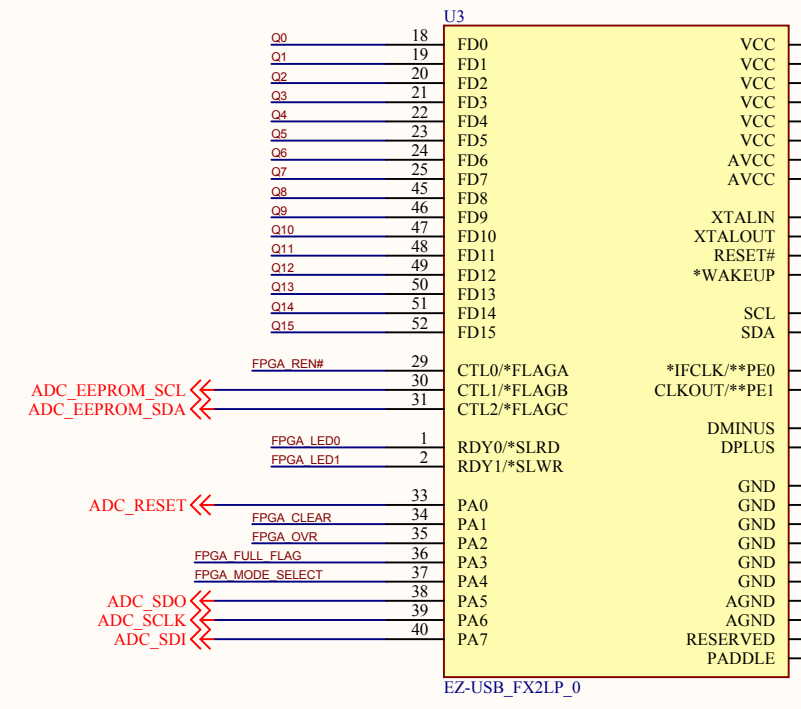 U3
Q0 18 FD0 VCC
Q1 19 FD1 VCC
Q2 20 FD2 VCC
Q3 21 FD3 VCC
Q4 22 FD4 VCC
Q5 23 FD5 VCC
Q6 24 FD6 AVCC
Q7 25 FD7 AVCC
Q8 45 FD8
Q9 46 FD9 XTALIN
Q10 47 FD10 XTALOUT
Q11 48 FD11 RESET#
Q12 49 FD12 *WAKEUP
Q13 50 FD13
Q14 51 FD14 SCL
Q15 52 FD15 SDA
FPGA_REN# 29 CTL0/*FLAGA *IFCLK/**PE0
ADC_EEPROM_SCL 30 CTL1/*FLAGB CLKOUT/**PE1
ADC_EEPROM_SDA 31 CTL2/*FLAGC
DMINUS
FPGA_LED0 1 RDY0/*SLRD DPLUS
FPGA_LED1 2 RDY1/*SLWR
GND
ADC_RESET 33 PA0 GND
FPGA_CLEAR 34 PA1 GND
FPGA_OVR 35 PA2 GND
FPGA_FULL_FLAG 36 PA3 GND
FPGA_MODE_SELECT 37 PA4 GND
ADC_SDO 38 PA5 AGND
ADC_SCLK 39 PA6 AGND
ADC_SDI 40 PA7 RESERVED
PADDLE
EZ-USB_FX2LP_0